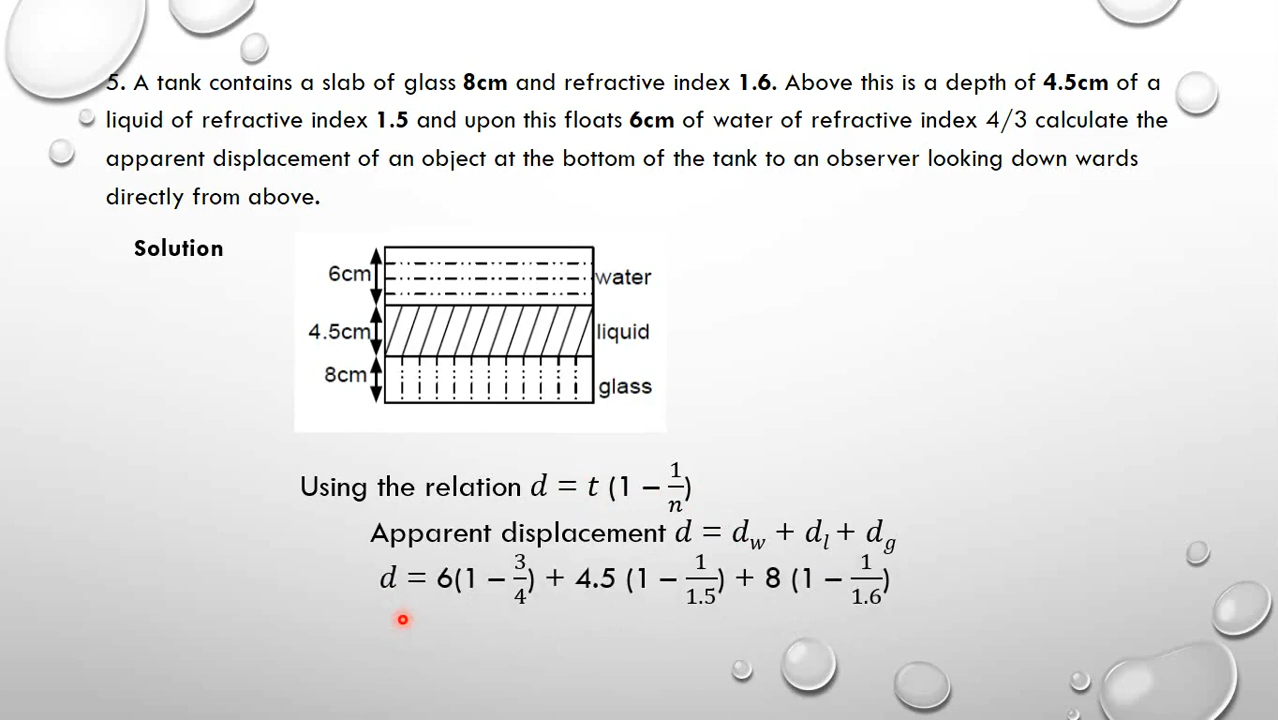 5. A tank contains a slab of glass 8cm and refractive index 1.6. Above this is a depth of 4.5cm of a
liquid of refractive index 1.5 and upon this floats 6cm of water of refractive index 4/3 calculate the
apparent displacement of an object at the bottom of the tank to an observer looking down wards
directly from above.
Solution
6cm water
4.5cm liquid
8cm glass
Using the relation d = t (1 – 1/n)
Apparent displacement d = d_w + d_l + d_g
d = 6(1 – 3/4) + 4.5 (1 – 1/1.5) + 8 (1 – 1/1.6)